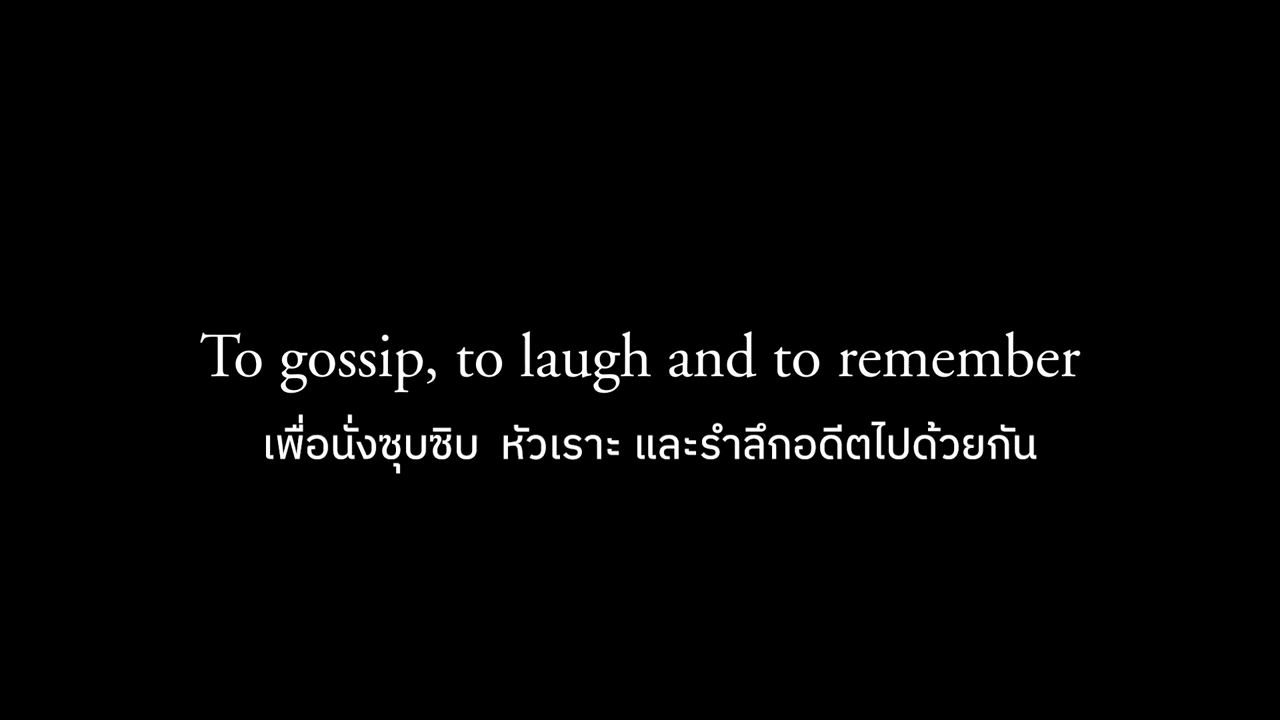 To gossip, to laugh and to remember
เพื่อนั่งซุบซิบ หัวเราะ และรำลึกอดีตไปด้วยกัน